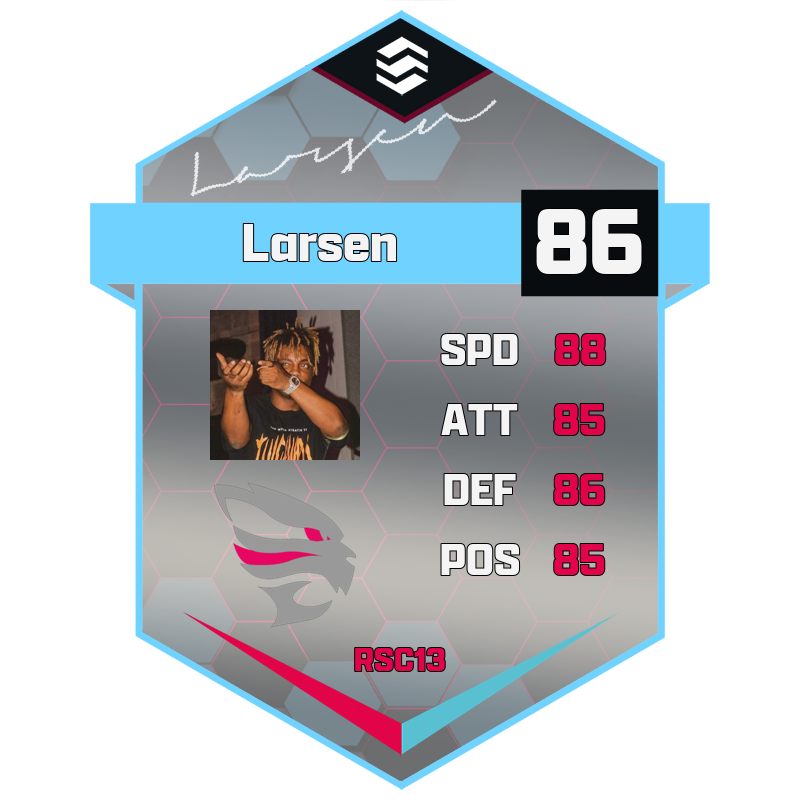 Larsen
Larsen
86
SPD 88
ATT 85
DEF 86
POS 85
RSC13